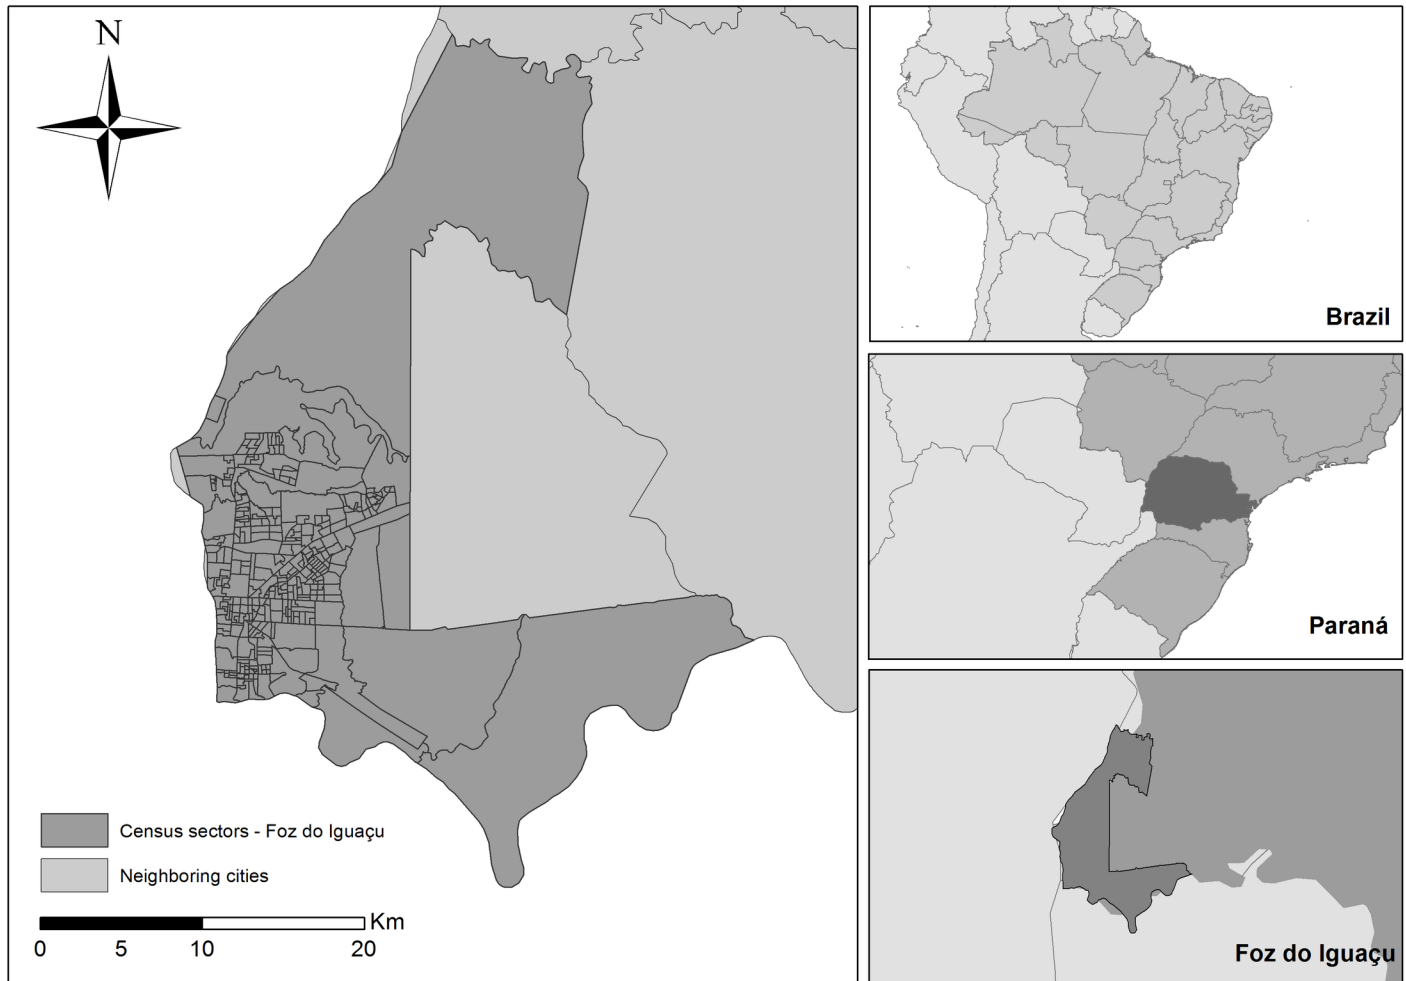 N
Census sectors - Foz do Iguaçu
Neighboring cities
Km
0 5 10 20
Brazil
Paraná
Foz do Iguaçu